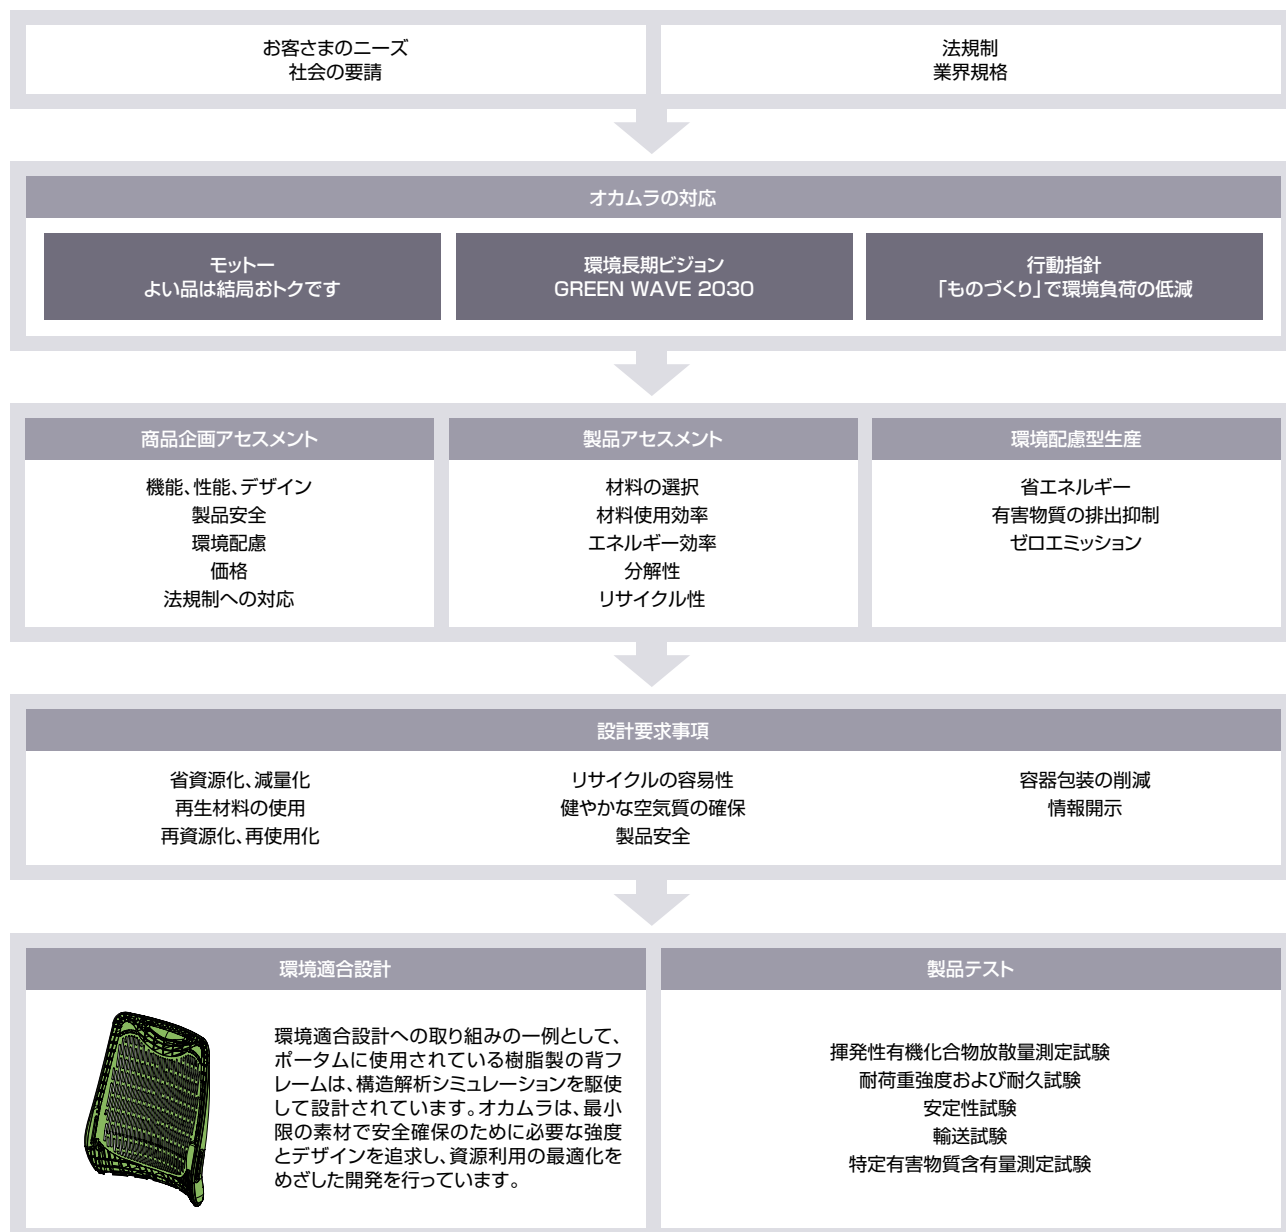 お客さまのニーズ
社会の要請
法規制
業界規格
オカムラの対応
モットー
よい品は結局おトクです
環境長期ビジョン
GREEN WAVE 2030
行動指針
「ものづくり」で環境負荷の低減
商品企画アセスメント
機能、性能、デザイン
製品安全
環境配慮
価格
法規制への対応
製品アセスメント
材料の選択
材料使用効率
エネルギー効率
分解性
リサイクル性
環境配慮型生産
省エネルギー
有害物質の排出抑制
ゼロエミッション
設計要求事項
省資源化、減量化
再生材料の使用
再資源化、再使用化
リサイクルの容易性
健やかな空気質の確保
製品安全
容器包装の削減
情報開示
環境適合設計
環境適合設計への取り組みの一例として、
ポータムに使用されている樹脂製の背フ
レームは、構造解析シミュレーションを駆使
して設計されています。オカムラは、最小
限の素材で安全確保のために必要な強度
とデザインを追求し、資源利用の最適化を
めざした開発を行っています。
製品テスト
揮発性有機化合物放散量測定試験
耐荷重強度および耐久試験
安定性試験
輸送試験
特定有害物質含有量測定試験